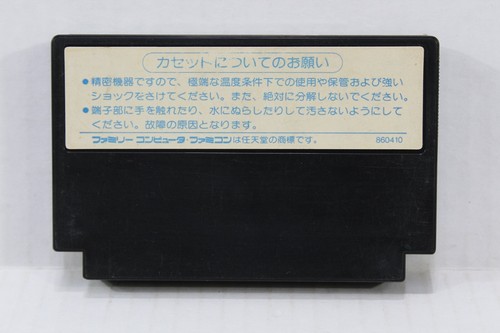 カセットについてのお願い
●精密機器ですので、極端な温度条件下での使用や保管および強い
ショックをさけてください。また、絶対に分解しないでください。
●端子部に手を触れたり、水にぬらしたりして汚さないようにして
ください。故障の原因となります。
ファミリーコンピュータ・ファミコンは任天堂の商標です。 860410